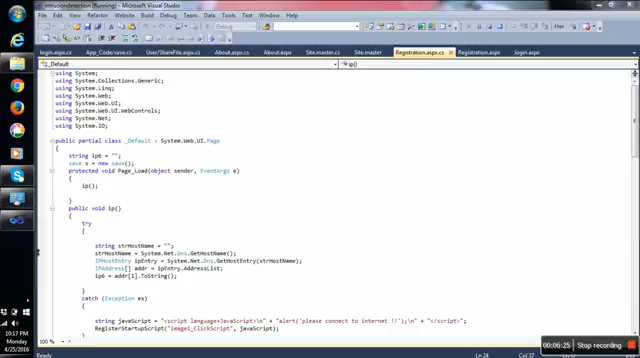 intrusiondetection (Running) - Microsoft Visual Studio
File Edit View Refactor Website Build Debug Team Data Tools Test Window Help
login.aspx.cs App_Code/save.cs User/ShareFile.aspx.cs About.aspx.cs About.aspx Site.master.cs Site.master Registration.aspx.cs Registration.aspx login.aspx
_Default ip()
using System;
using System.Collections.Generic;
using System.Linq;
using System.Web;
using System.Web.UI;
using System.Web.UI.WebControls;
using System.Net;
using System.IO;
public partial class _Default : System.Web.UI.Page
string ip6 = "";
save s = new save();
protected void Page_Load(object sender, EventArgs e)
{
ip();
}
public void ip()
{
try
{
string strHostName = "";
strHostName = System.Net.Dns.GetHostName();
IPHostEntry ipEntry = System.Net.Dns.GetHostEntry(strHostName);
IPAddress[] addr = ipEntry.AddressList;
ip6 = addr[1].ToString();
}
catch (Exception ex)
{
string javaScript = "<script language=JavaScript>\n" + "alert('please connect to internet !!');\n" + "</script>";
RegisterStartupScript("image1_ClickScript", javaScript);
}
100 %
Ready Ln 24 Col 37 Ch 37
10:17 PM
Monday
4/25/2016
00:06:25 Stop recording